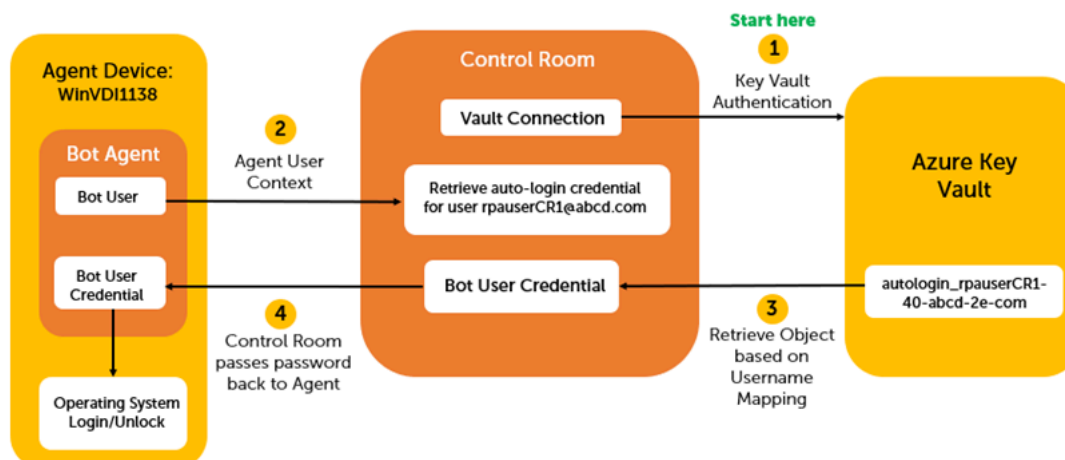 Start here
1
Key Vault
Authentication
Agent Device:
WinVDI1138
Control Room
Vault Connection
2
Agent User
Context
Bot Agent
Bot User
Retrieve auto-login credential
for user rpauserCR1@abcd.com
Azure Key
Vault
Bot User
Credential
Bot User Credential
autologin_rpauserCR1-
40-abcd-2e-com
4
Control Room
passes password
back to Agent
3
Retrieve Object
based on
Username
Mapping
Operating System
Login/Unlock